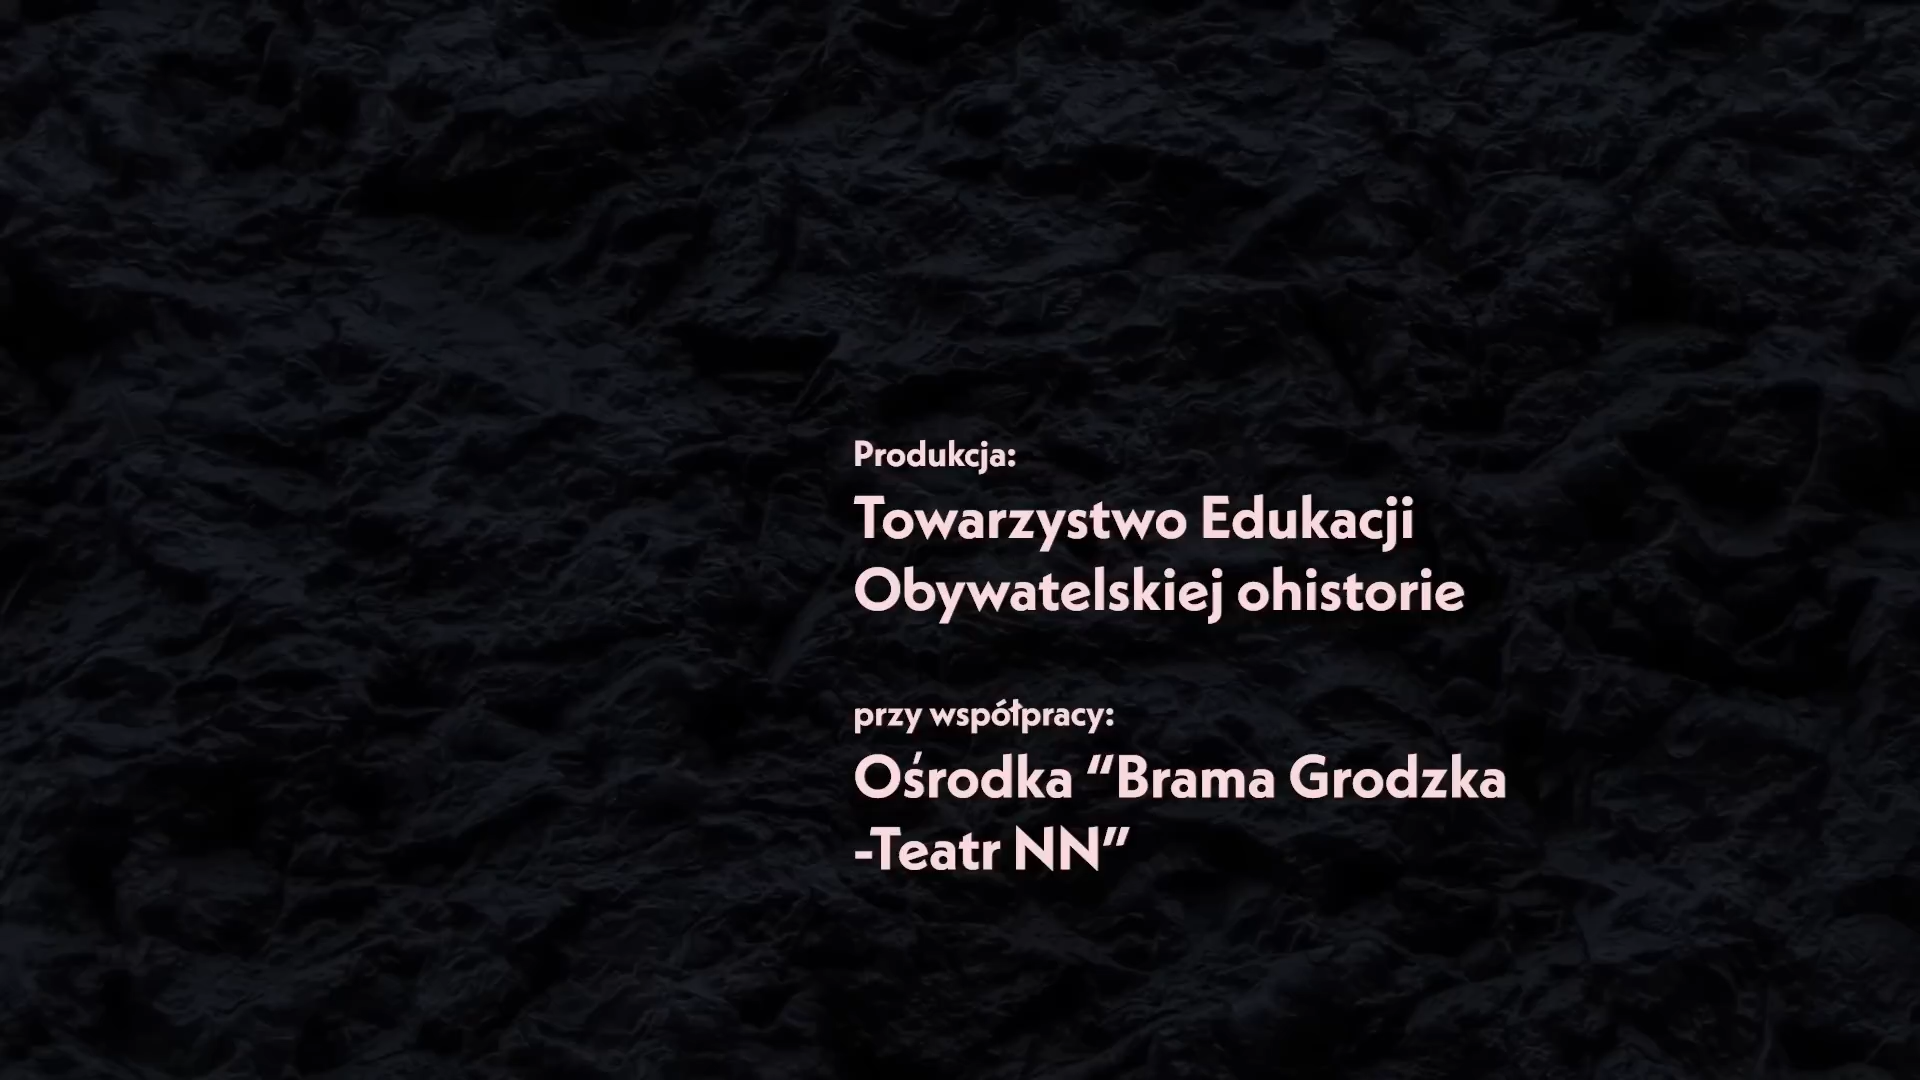 Produkcja:
Towarzystwo Edukacji
Obywatelskiej ohistorie
przy współpracy:
Ośrodka “Brama Grodzka
-Teatr NN”